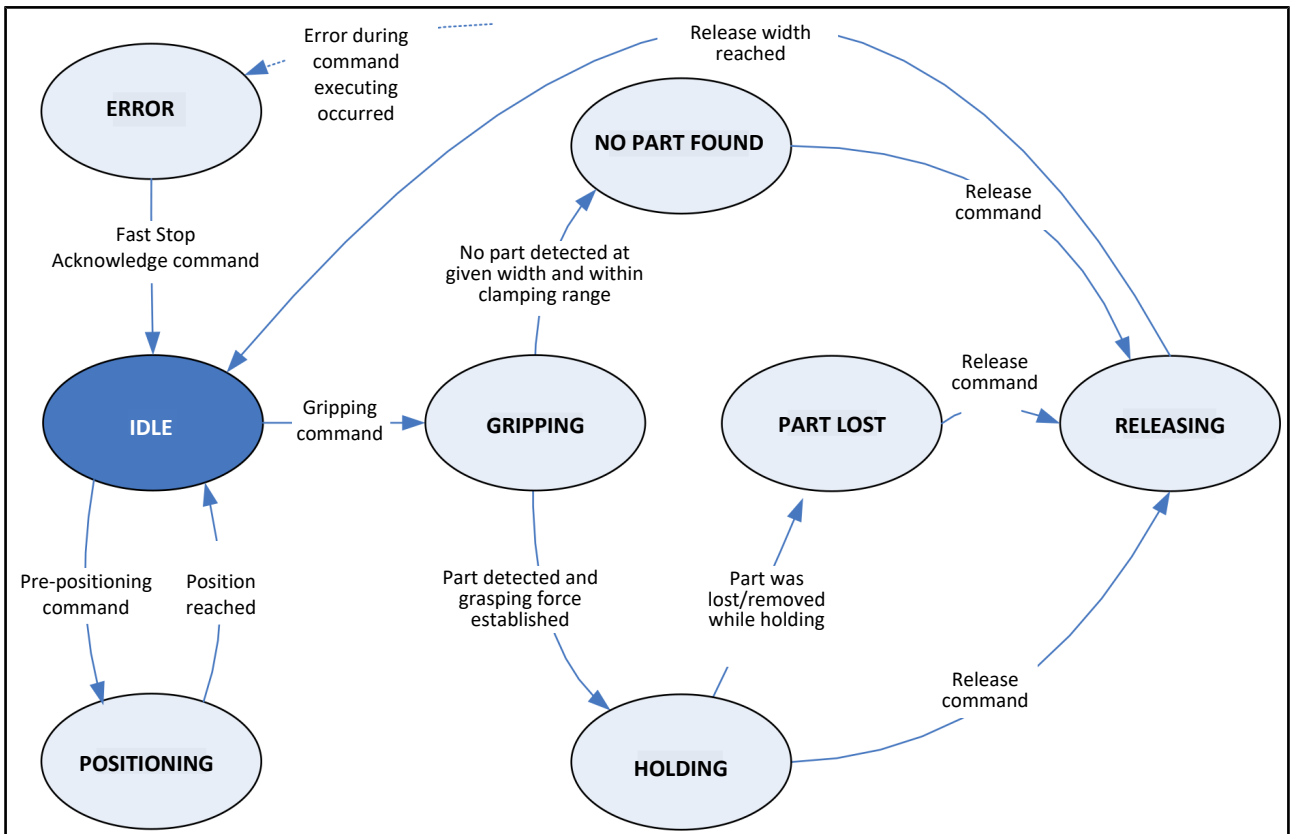 Error during
command
executing
occurred
Release width
reached
ERROR
NO PART FOUND
Release
command
Fast Stop
Acknowledge command
No part detected at
given width and within
clamping range
IDLE
Gripping
command
GRIPPING
PART LOST
Release
command
RELEASING
Pre-positioning
command
Position
reached
Part detected and
grasping force
established
Part was
lost/removed
while holding
Release
command
POSITIONING
HOLDING